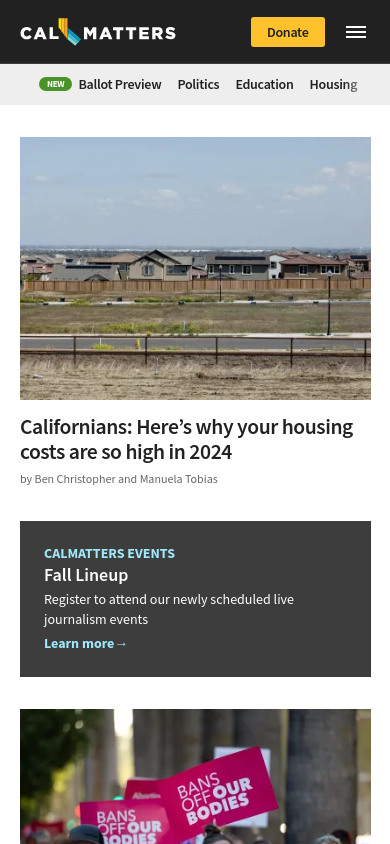 CALMATTERS
Donate
NEW Ballot Preview Politics Education Housing
Californians: Here’s why your housing
costs are so high in 2024
by Ben Christopher and Manuela Tobias
CALMATTERS EVENTS
Fall Lineup
Register to attend our newly scheduled live
journalism events
Learn more→
BANS
OFF OUR
BODIES
BANS
OFF OUR
BODIES